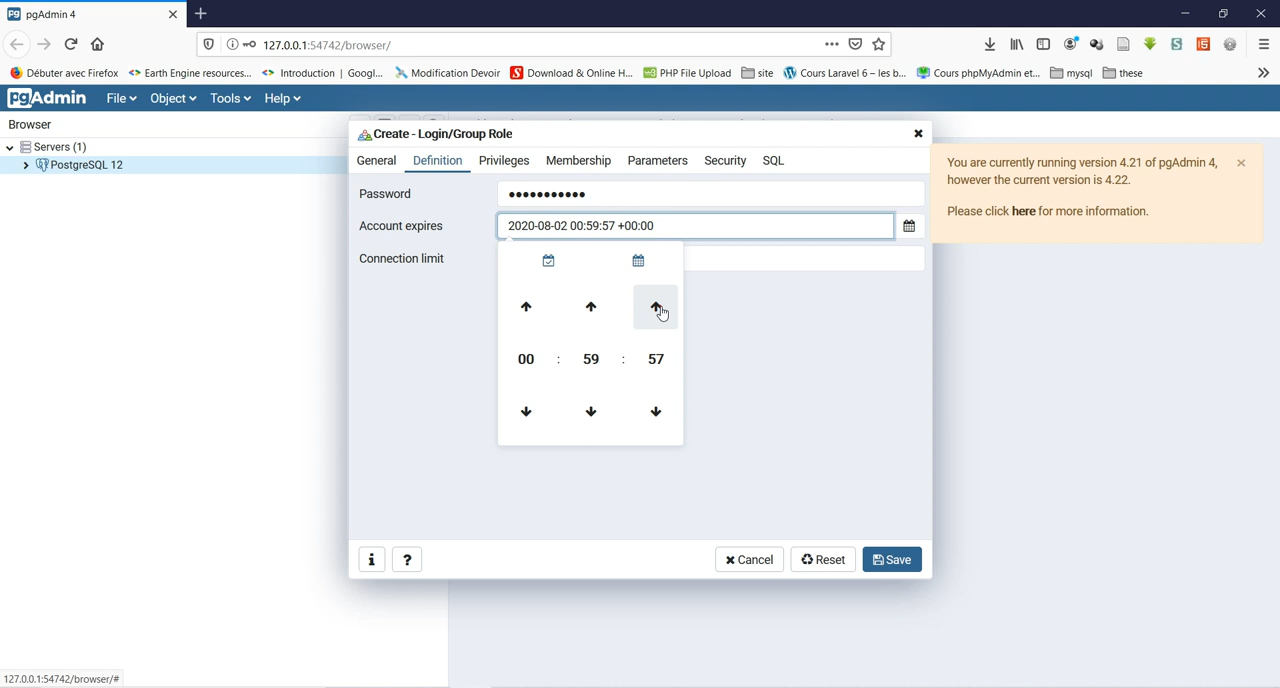 pgAdmin 4
127.0.0.1:54742/browser/
Débuter avec Firefox Earth Engine resources... Introduction | Googl... Modification Devoir Download & Online H... PHP File Upload site Cours Laravel 6 – les b... Cours phpMyAdmin et... mysql these
pgAdmin File Object Tools Help
Browser
Servers (1)
PostgreSQL 12
Create - Login/Group Role
General Definition Privileges Membership Parameters Security SQL
Password •••••••••••
Account expires 2020-08-02 00:59:57 +00:00
Connection limit
00 : 59 : 57
Cancel Reset Save
You are currently running version 4.21 of pgAdmin 4,
however the current version is 4.22.
Please click here for more information.
127.0.0.1:54742/browser/#